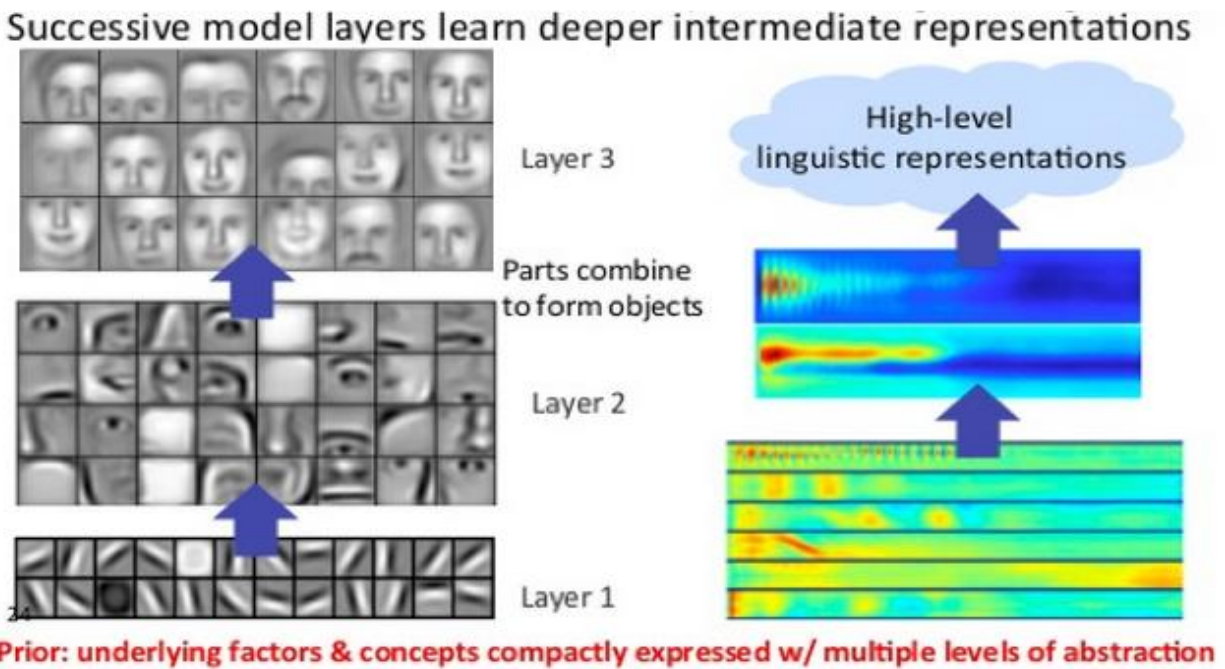 Successive model layers learn deeper intermediate representations
High-level
linguistic representations
Layer 3
Parts combine
to form objects
Layer 2
Layer 1
24
Prior: underlying factors & concepts compactly expressed w/ multiple levels of abstraction